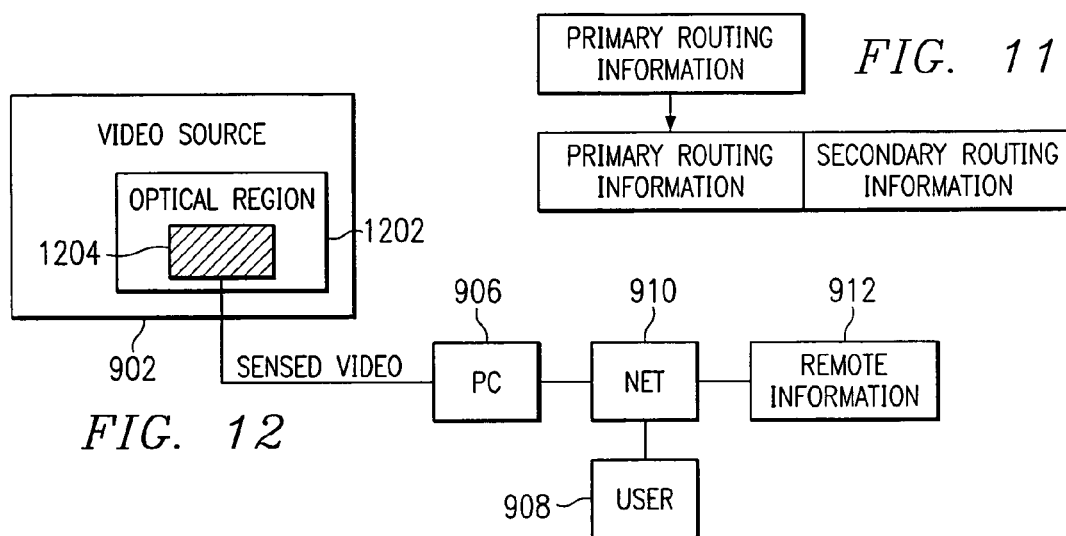 PRIMARY ROUTING
INFORMATION
FIG. 11
PRIMARY ROUTING
INFORMATION
SECONDARY ROUTING
INFORMATION
VIDEO SOURCE
OPTICAL REGION
1204
1202
902
SENSED VIDEO
906
PC
910
NET
912
REMOTE
INFORMATION
908
USER
FIG. 12